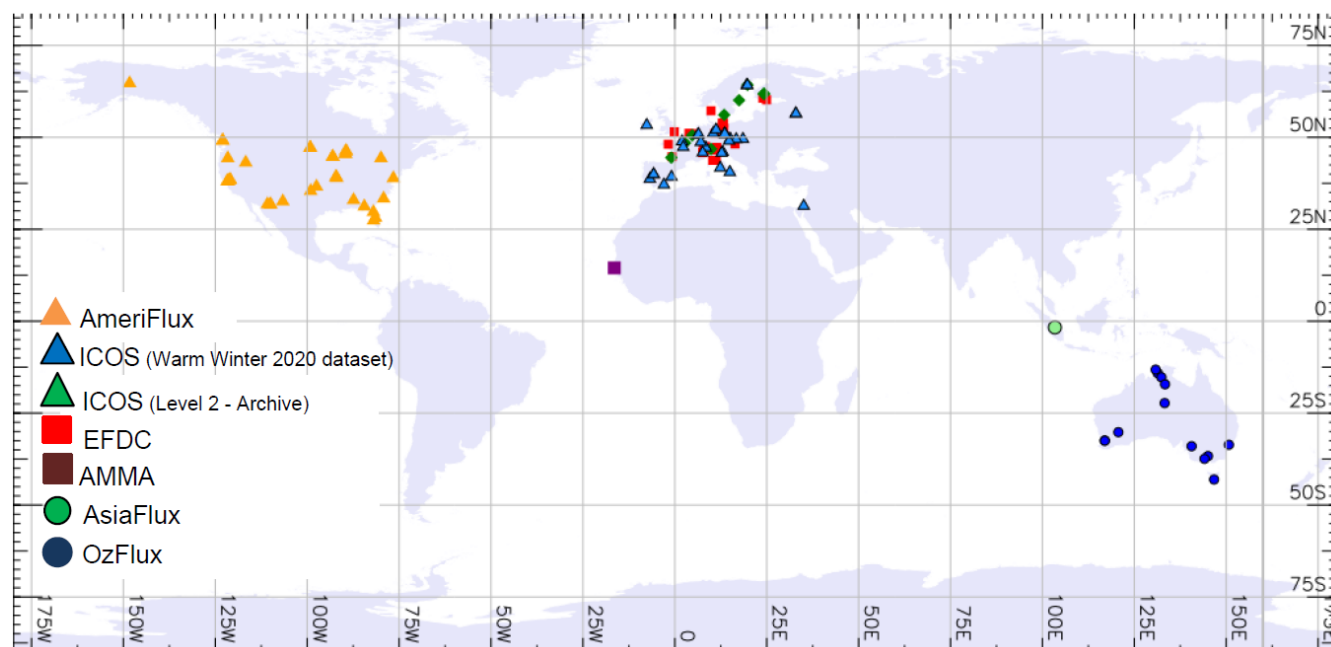 75N
50N
25N
0
25S
50S
75S
AmeriFlux
ICOS (Warm Winter 2020 dataset)
ICOS (Level 2 - Archive)
EFDC
AMMA
AsiaFlux
OzFlux
175W
150W
125W
100W
75W
50W
25W
0
25E
50E
75E
100E
125E
150E